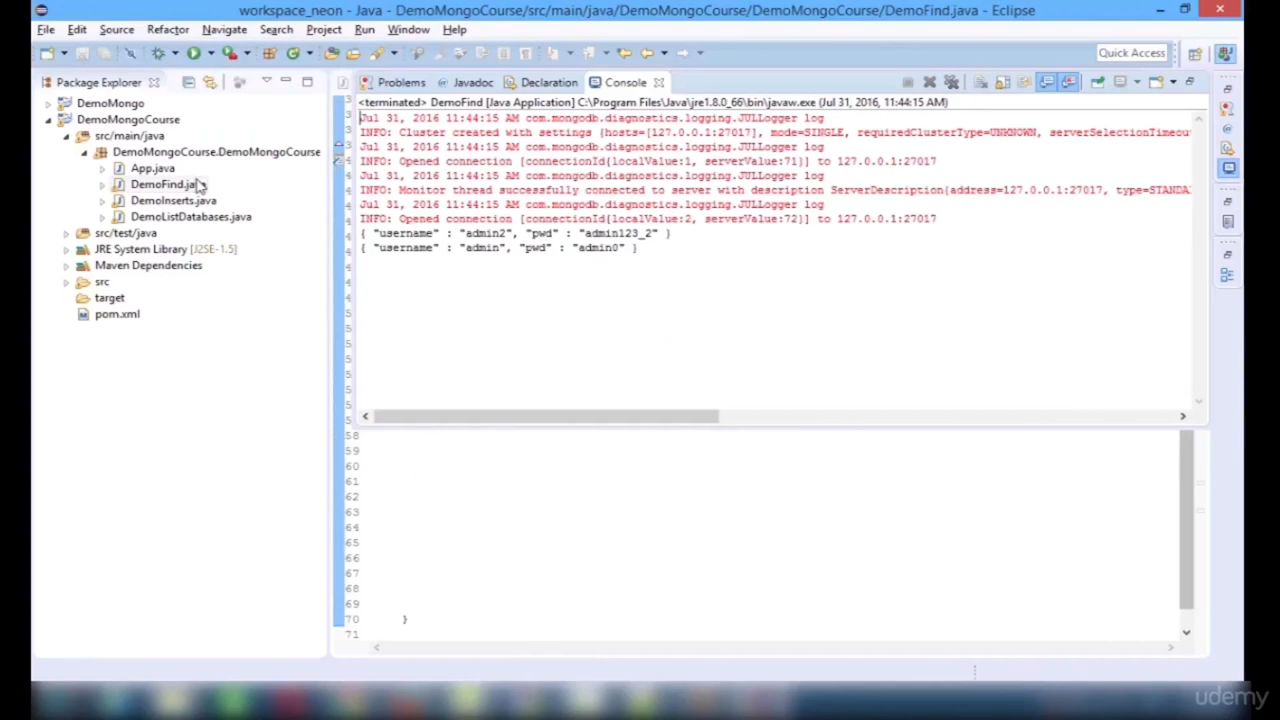 workspace_neon - Java - DemoMongoCourse/src/main/java/DemoMongoCourse/DemoMongoCourse/DemoFind.java - Eclipse
File Edit Source Refactor Navigate Search Project Run Window Help
Quick Access
Package Explorer
Problems Javadoc Declaration Console
<terminated> DemoFind [Java Application] C:\Program Files\Java\jre1.8.0_66\bin\javaw.exe (Jul 31, 2016, 11:44:15 AM)
DemoMongo
DemoMongoCourse
src/main/java
DemoMongoCourse.DemoMongoCourse
App.java
DemoFind.ja
DemoInserts.java
DemoListDatabases.java
src/test/java
JRE System Library [J2SE-1.5]
Maven Dependencies
src
target
pom.xml
Jul 31, 2016 11:44:15 AM com.mongodb.diagnostics.logging.JULLogger log
INFO: Cluster created with settings {hosts=[127.0.0.1:27017], mode=SINGLE, requiredClusterType=UNKNOWN, serverSelectionTimeou
Jul 31, 2016 11:44:15 AM com.mongodb.diagnostics.logging.JULLogger log
INFO: Opened connection [connectionId{localValue:1, serverValue:71}] to 127.0.0.1:27017
Jul 31, 2016 11:44:15 AM com.mongodb.diagnostics.logging.JULLogger log
INFO: Monitor thread successfully connected to server with description ServerDescription{address=127.0.0.1:27017, type=STANDA
Jul 31, 2016 11:44:15 AM com.mongodb.diagnostics.logging.JULLogger log
INFO: Opened connection [connectionId{localValue:2, serverValue:72}] to 127.0.0.1:27017
{ "username" : "admin2", "pwd" : "admin123_2" }
{ "username" : "admin", "pwd" : "admin0" }
58
59
60
61
62
63
64
65
66
67
68
69
70 }
71
udemy